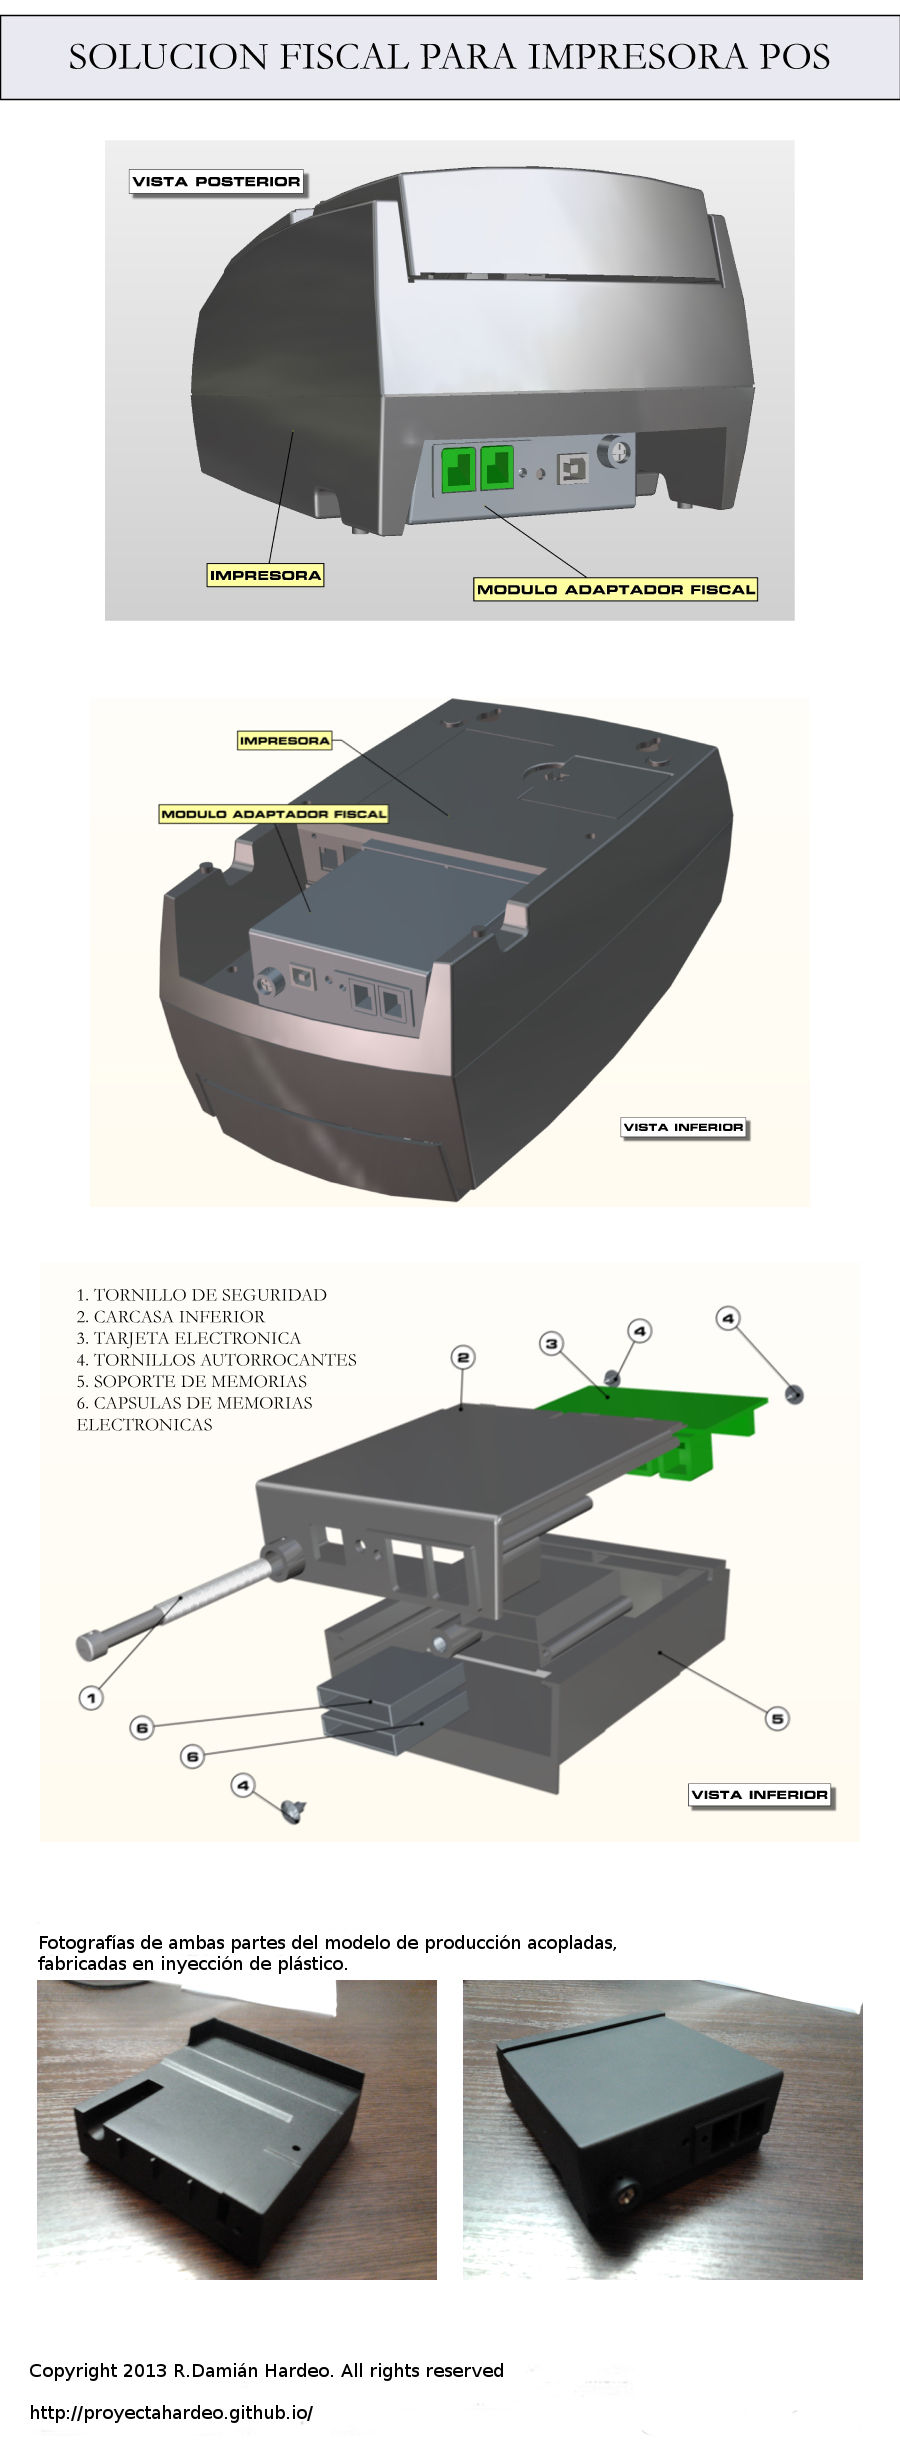 SOLUCION FISCAL PARA IMPRESORA POS
VISTA POSTERIOR
IMPRESORA
MODULO ADAPTADOR FISCAL
IMPRESORA
MODULO ADAPTADOR FISCAL
VISTA INFERIOR
1. TORNILLO DE SEGURIDAD
2. CARCASA INFERIOR
3. TARJETA ELECTRONICA
4. TORNILLOS AUTORROCANTES
5. SOPORTE DE MEMORIAS
6. CAPSULAS DE MEMORIAS
ELECTRONICAS
4
4
3
2
1
6
6
5
4
VISTA INFERIOR
Fotografías de ambas partes del modelo de producción acopladas,
fabricadas en inyección de plástico.
Copyright 2013 R.Damián Hardeo. All rights reserved
http://proyectahardeo.github.io/